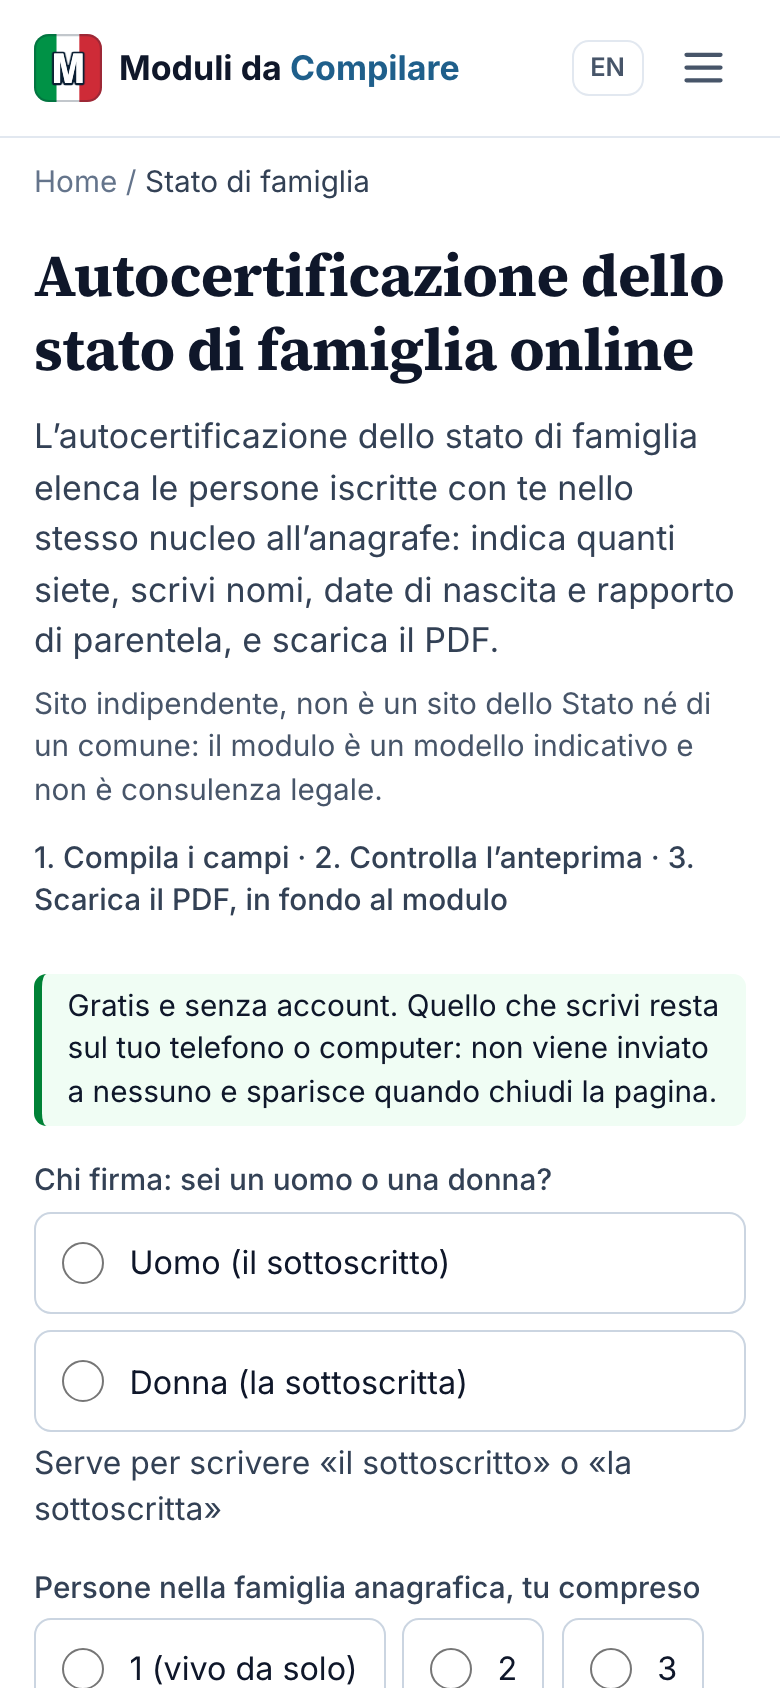 M Moduli da Compilare EN
Home / Stato di famiglia
Autocertificazione dello
stato di famiglia online
L’autocertificazione dello stato di famiglia
elenca le persone iscritte con te nello
stesso nucleo all’anagrafe: indica quanti
siete, scrivi nomi, date di nascita e rapporto
di parentela, e scarica il PDF.
Sito indipendente, non è un sito dello Stato né di
un comune: il modulo è un modello indicativo e
non è consulenza legale.
1. Compila i campi · 2. Controlla l’anteprima · 3.
Scarica il PDF, in fondo al modulo
Gratis e senza account. Quello che scrivi resta
sul tuo telefono o computer: non viene inviato
a nessuno e sparisce quando chiudi la pagina.
Chi firma: sei un uomo o una donna?
Uomo (il sottoscritto)
Donna (la sottoscritta)
Serve per scrivere «il sottoscritto» o «la
sottoscritta»
Persone nella famiglia anagrafica, tu compreso
1 (vivo da solo) 2 3